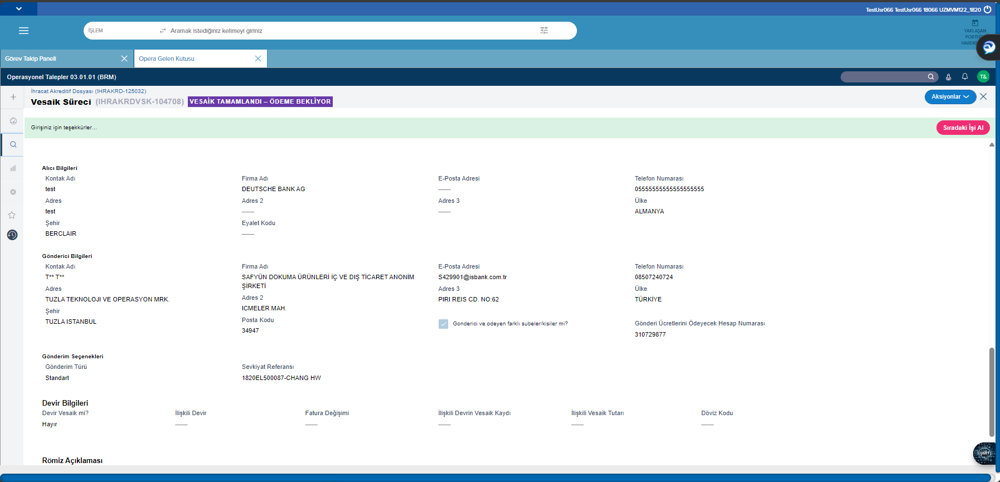 TestUsr066 TestUsr066 18066 UZMVM122_1820
İŞLEM
Aramak istediğiniz kelimeyi giriniz
YAKLAŞAN
Görev Takip Paneli
Opera Gelen Kutusu
Operasyonel Talepler 03.01.01 (BRM)
T&
İhracat Akreditif Dosyası (IHRAKRD-125032)
Vesaik Süreci (IHRAKRDVSK-104708) VESAİK TAMAMLANDI – ÖDEME BEKLİYOR
Aksiyonlar
Girişiniz için teşekkürler...
Sıradaki İşi Al
Alıcı Bilgileri
Kontak Adı Firma Adı E-Posta Adresi Telefon Numarası
test DEUTSCHE BANK AG 05555555555555555555
Adres Adres 2 Adres 3 Ülke
test ALMANYA
Şehir Eyalet Kodu
BERCLAIR
Gönderici Bilgileri
Kontak Adı Firma Adı E-Posta Adresi Telefon Numarası
T** T** SAFYÜN DOKUMA ÜRÜNLERİ İÇ VE DIŞ TİCARET ANONİM S429901@isbank.com.tr 08507240724
ŞİRKETİ
Adres Adres 3 Ülke
Adres 2
TUZLA TEKNOLOJI VE OPERASYON MRK. PIRI REIS CD. NO:62 TÜRKİYE
ICMELER MAH.
Şehir
Posta Kodu
TUZLA ISTANBUL Gonderici ve odeyen farklı subeler/kisiler mi? Gönderi Ücretlerini Ödeyecek Hesap Numarası
34947 310729877
Gönderim Seçenekleri
Gönderim Türü Sevkiyat Referansı
Standart 1820EL500087-CHANG HW
Devir Bilgileri
Devir Vesaik mi? İlişkili Devir Fatura Değişimi İlişkili Devrin Vesaik Kaydı İlişkili Vesaik Tutarı Döviz Kodu
Hayır
Römiz Açıklaması